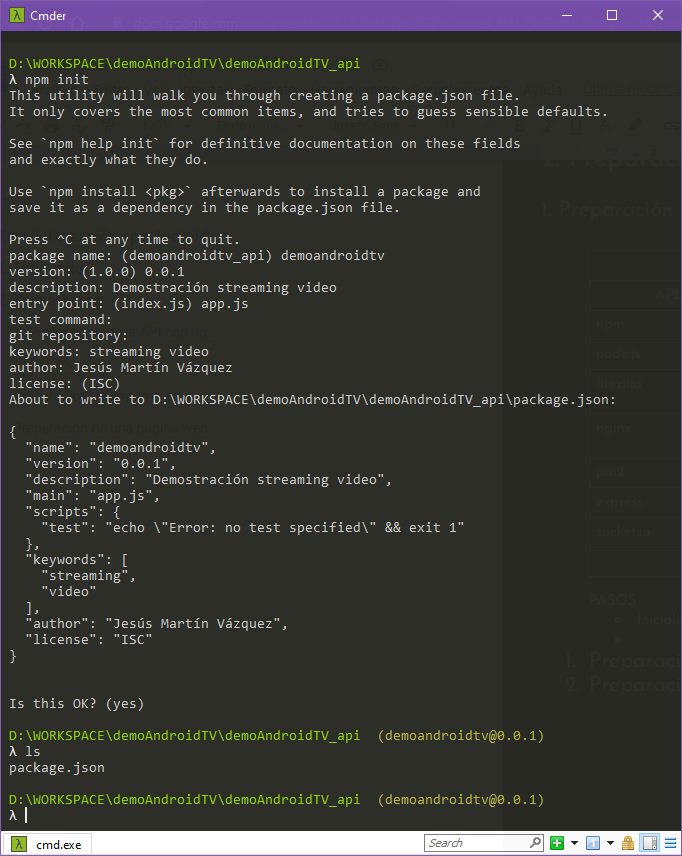 Cmder
D:\WORKSPACE\demoAndroidTV\demoAndroidTV_api
λ npm init
This utility will walk you through creating a package.json file.
It only covers the most common items, and tries to guess sensible defaults.
See `npm help init` for definitive documentation on these fields
and exactly what they do.
Use `npm install <pkg>` afterwards to install a package and
save it as a dependency in the package.json file.
Press ^C at any time to quit.
package name: (demoandroidtv_api) demoandroidtv
version: (1.0.0) 0.0.1
description: Demostración streaming video
entry point: (index.js) app.js
test command:
git repository:
keywords: streaming video
author: Jesús Martín Vázquez
license: (ISC)
About to write to D:\WORKSPACE\demoAndroidTV\demoAndroidTV_api\package.json:
{
  "name": "demoandroidtv",
  "version": "0.0.1",
  "description": "Demostración streaming video",
  "main": "app.js",
  "scripts": {
    "test": "echo \"Error: no test specified\" && exit 1"
  },
  "keywords": [
    "streaming",
    "video"
  ],
  "author": "Jesús Martín Vázquez",
  "license": "ISC"
}
Is this OK? (yes)
D:\WORKSPACE\demoAndroidTV\demoAndroidTV_api  (demoandroidtv@0.0.1)
λ ls
package.json
D:\WORKSPACE\demoAndroidTV\demoAndroidTV_api  (demoandroidtv@0.0.1)
λ
cmd.exe
Search